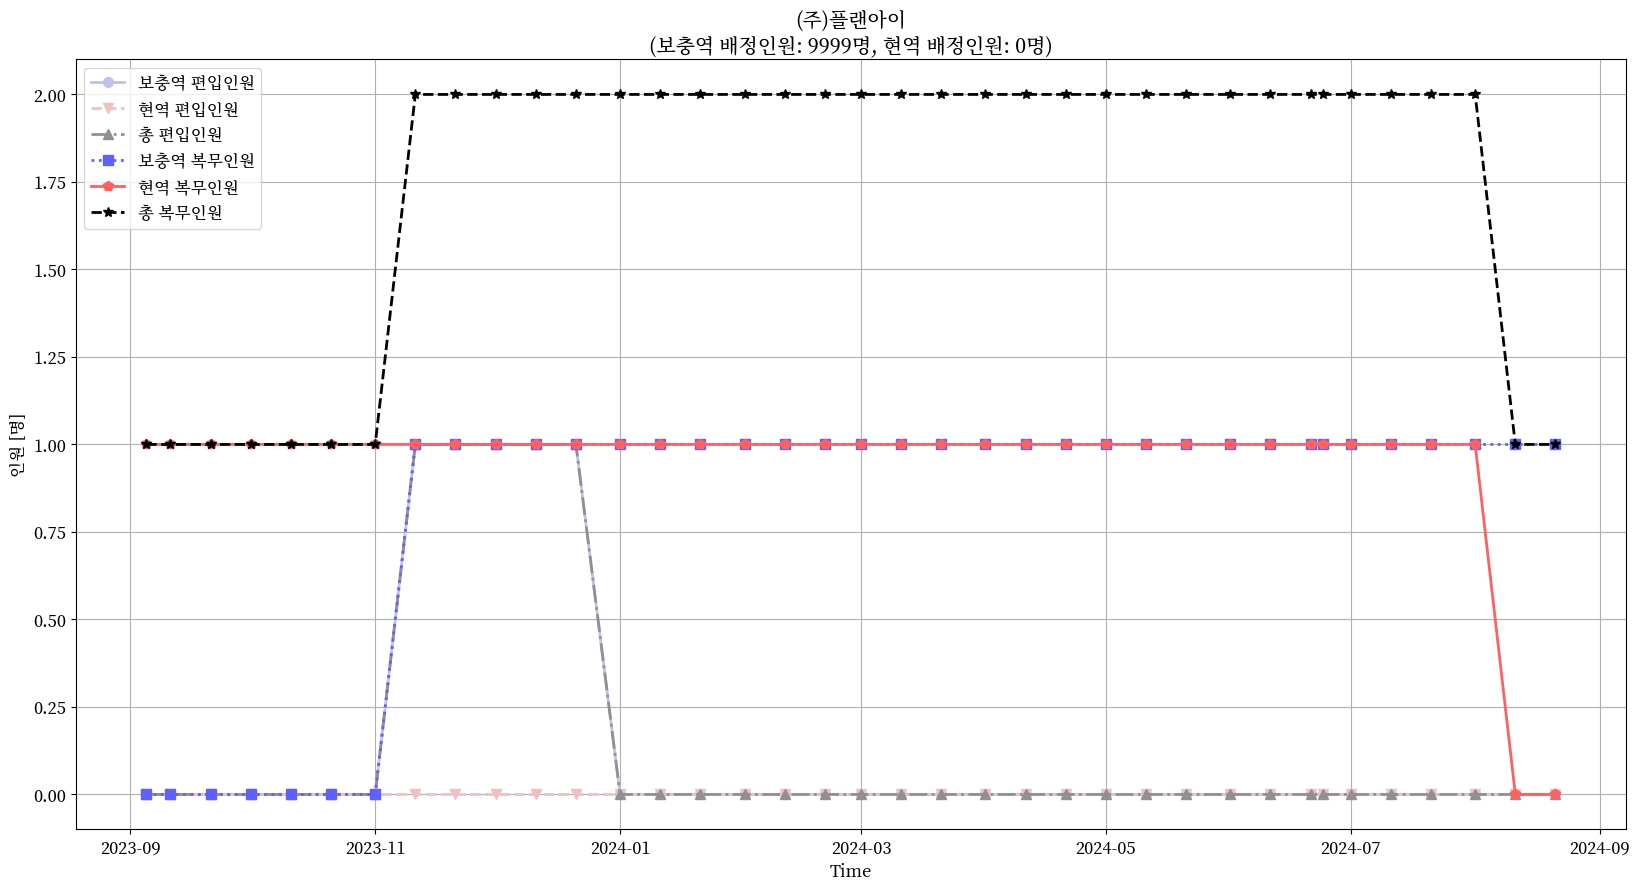 (주)플랜아이
(보충역 배정인원: 9999명, 현역 배정인원: 0명)
보충역 편입인원
현역 편입인원
총 편입인원
보충역 복무인원
현역 복무인원
총 복무인원
2.00
1.75
1.50
1.25
1.00
0.75
0.50
0.25
0.00
인원 [명]
2023-09 2023-11 2024-01 2024-03 2024-05 2024-07 2024-09
Time